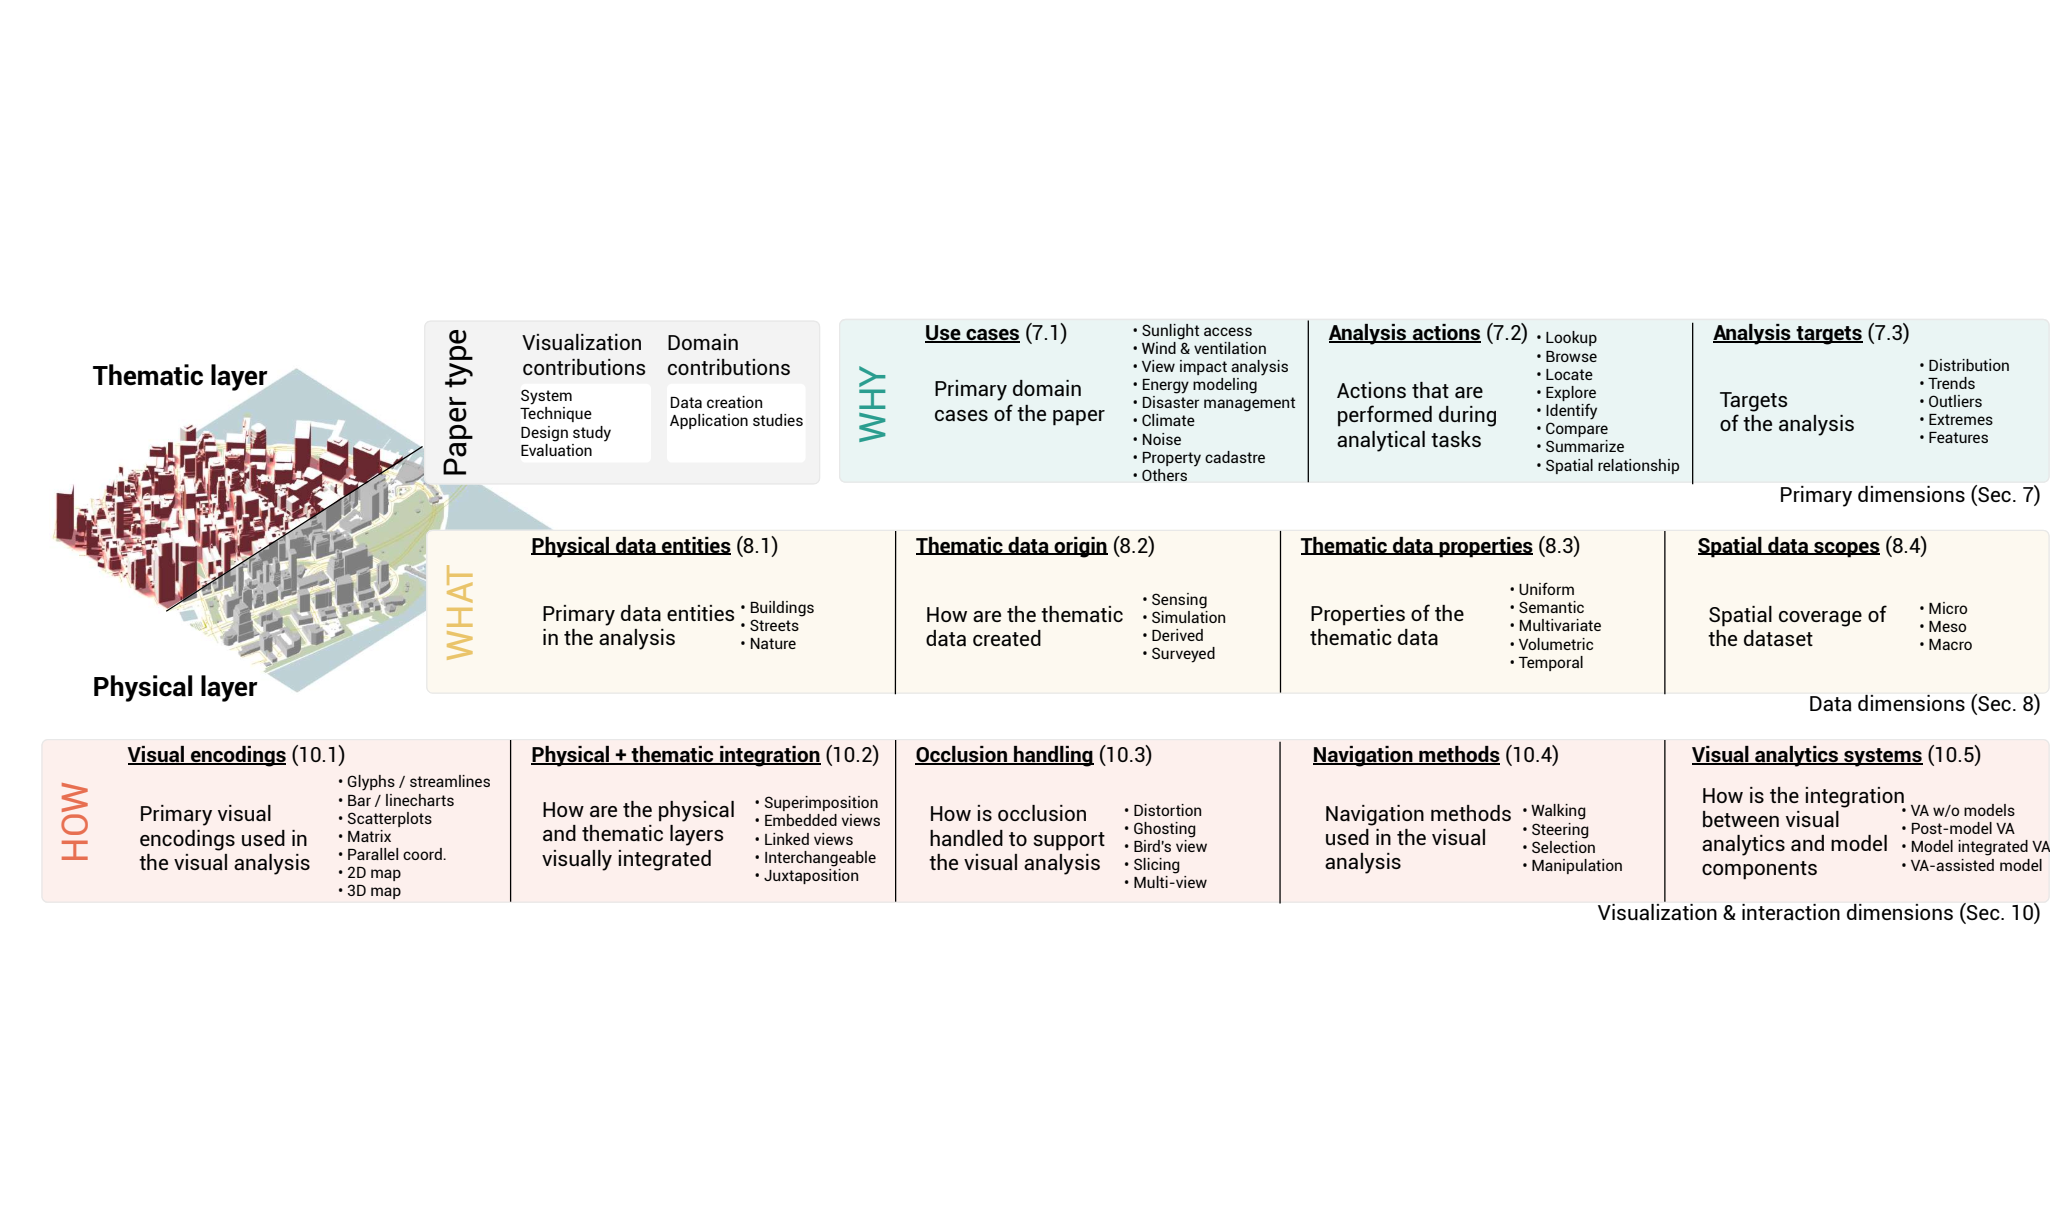 Thematic layer
Physical layer
Paper type
Visualization
contributions
System
Technique
Design study
Evaluation
Domain
contributions
Data creation
Application studies
WHY
Use cases (7.1)
Primary domain
cases of the paper
• Sunlight access
• Wind & ventilation
• View impact analysis
• Energy modeling
• Disaster management
• Climate
• Noise
• Property cadastre
• Others
Analysis actions (7.2)
Actions that are
performed during
analytical tasks
• Lookup
• Browse
• Locate
• Explore
• Identify
• Compare
• Summarize
• Spatial relationship
Analysis targets (7.3)
Targets
of the analysis
• Distribution
• Trends
• Outliers
• Extremes
• Features
Primary dimensions (Sec. 7)
WHAT
Physical data entities (8.1)
Primary data entities
in the analysis
• Buildings
• Streets
• Nature
Thematic data origin (8.2)
How are the thematic
data created
• Sensing
• Simulation
• Derived
• Surveyed
Thematic data properties (8.3)
Properties of the
thematic data
• Uniform
• Semantic
• Multivariate
• Volumetric
• Temporal
Spatial data scopes (8.4)
Spatial coverage of
the dataset
• Micro
• Meso
• Macro
Data dimensions (Sec. 8)
HOW
Visual encodings (10.1)
Primary visual
encodings used in
the visual analysis
• Glyphs / streamlines
• Bar / linecharts
• Scatterplots
• Matrix
• Parallel coord.
• 2D map
• 3D map
Physical + thematic integration (10.2)
How are the physical
and thematic layers
visually integrated
• Superimposition
• Embedded views
• Linked views
• Interchangeable
• Juxtaposition
Occlusion handling (10.3)
How is occlusion
handled to support
the visual analysis
• Distortion
• Ghosting
• Bird's view
• Slicing
• Multi-view
Navigation methods (10.4)
Navigation methods
used in the visual
analysis
• Walking
• Steering
• Selection
• Manipulation
Visual analytics systems (10.5)
How is the integration
between visual
analytics and model
components
• VA w/o models
• Post-model VA
• Model integrated VA
• VA-assisted model
Visualization & interaction dimensions (Sec. 10)